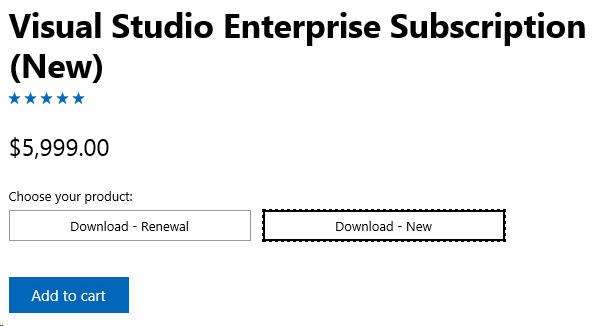 Visual Studio Enterprise Subscription
(New)
$5,999.00
Choose your product:
Download - Renewal
Download - New
Add to cart